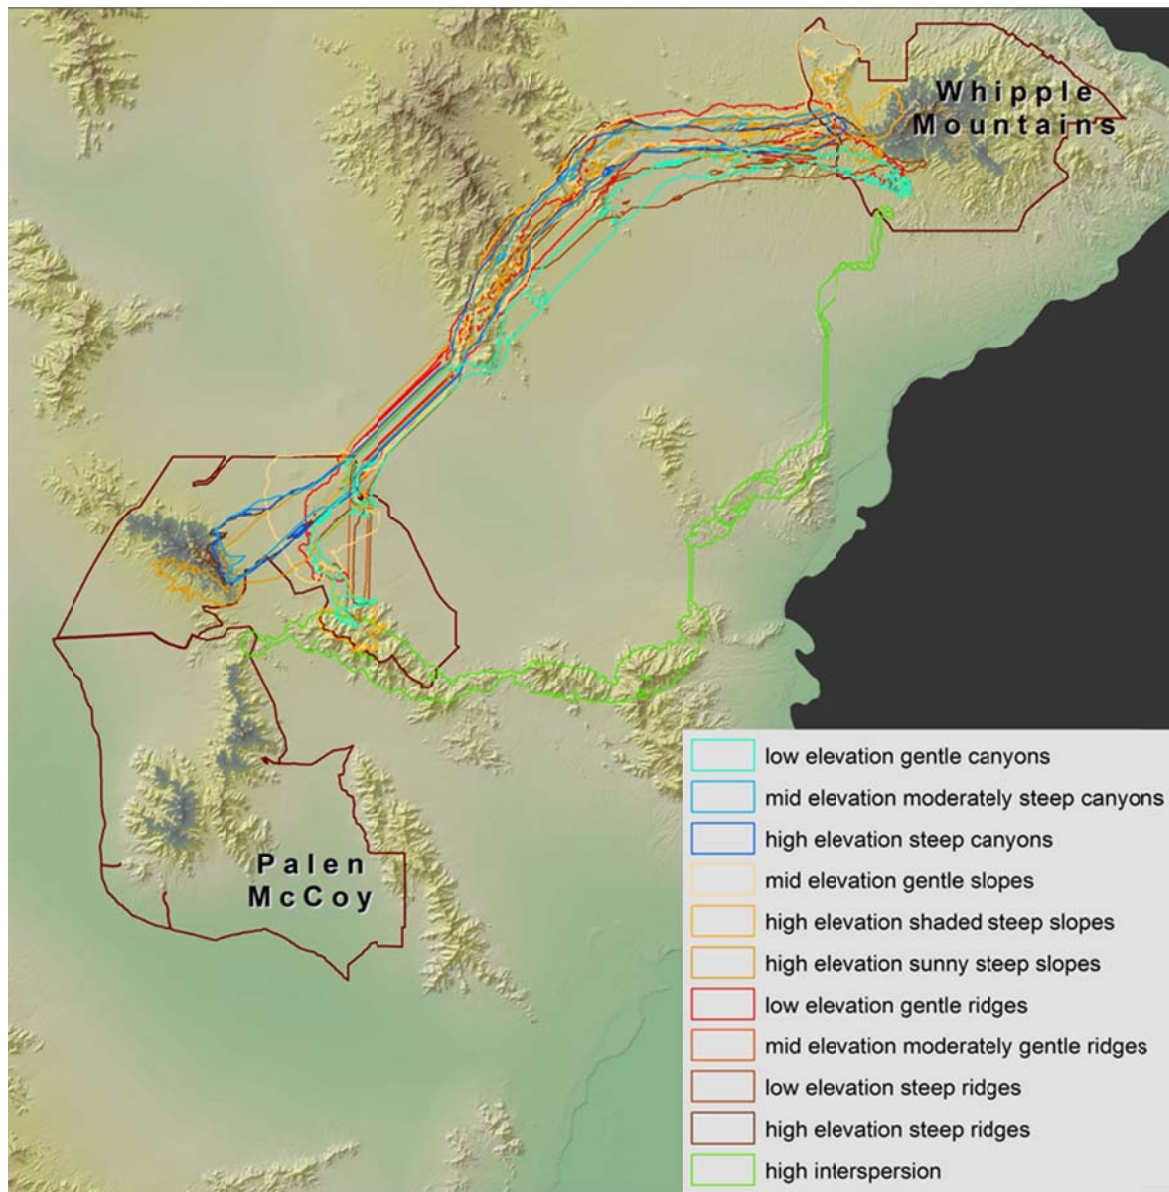 Whipple
Mountains
Palen
McCoy
low elevation gentle canyons
mid elevation moderately steep canyons
high elevation steep canyons
mid elevation gentle slopes
high elevation shaded steep slopes
high elevation sunny steep slopes
low elevation gentle ridges
mid elevation moderately gentle ridges
low elevation steep ridges
high elevation steep ridges
high interspersion